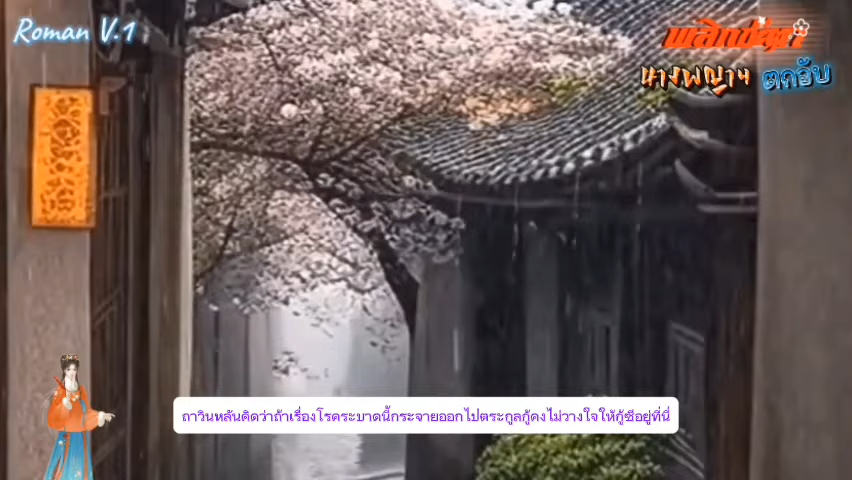 Roman V.1
พลิกชะตา
นางพญาฯ
ตกอับ
ถาวินหลันคิดว่าถ้าเรื่องโรคระบาดนี้กระจายออกไปตระกูลกู้คงไม่วางใจให้กู้ซีอยู่ที่นี่